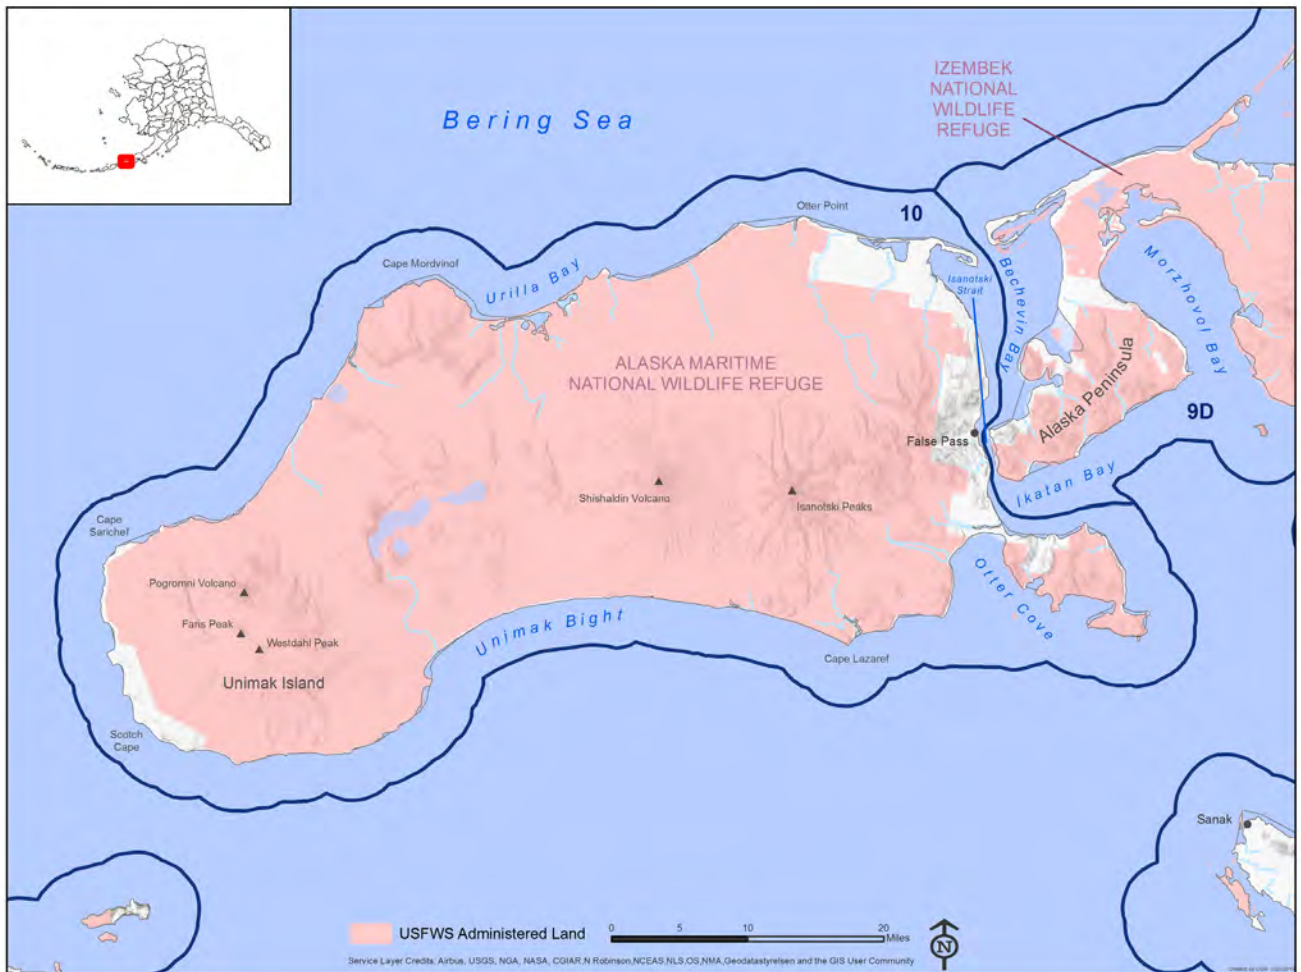 IZEMBEK
NATIONAL
WILDLIFE
REFUGE
Bering Sea
Otter Point
10
Cape Mordvinof
Urilla Bay
Isanotski
Strait
Bechevin Bay
Morzhovoi Bay
ALASKA MARITIME
NATIONAL WILDLIFE REFUGE
Alaska Peninsula
9D
False Pass
Ikatan Bay
Shishaldin Volcano
Isanotski Peaks
Cape
Sarichef
Pogromni Volcano
Faris Peak
Westdahl Peak
Unimak Island
Unimak Bight
Otter Cove
Cape Lazaref
Scotch
Cape
Sanak
USFWS Administered Land
0 5 10 20
Miles
N
Service Layer Credits: Airbus, USGS, NGA, NASA, CGIAR,N Robinson,NCEAS,NLS,OS,NMA,Geodatastyrelsen and the GIS User Community